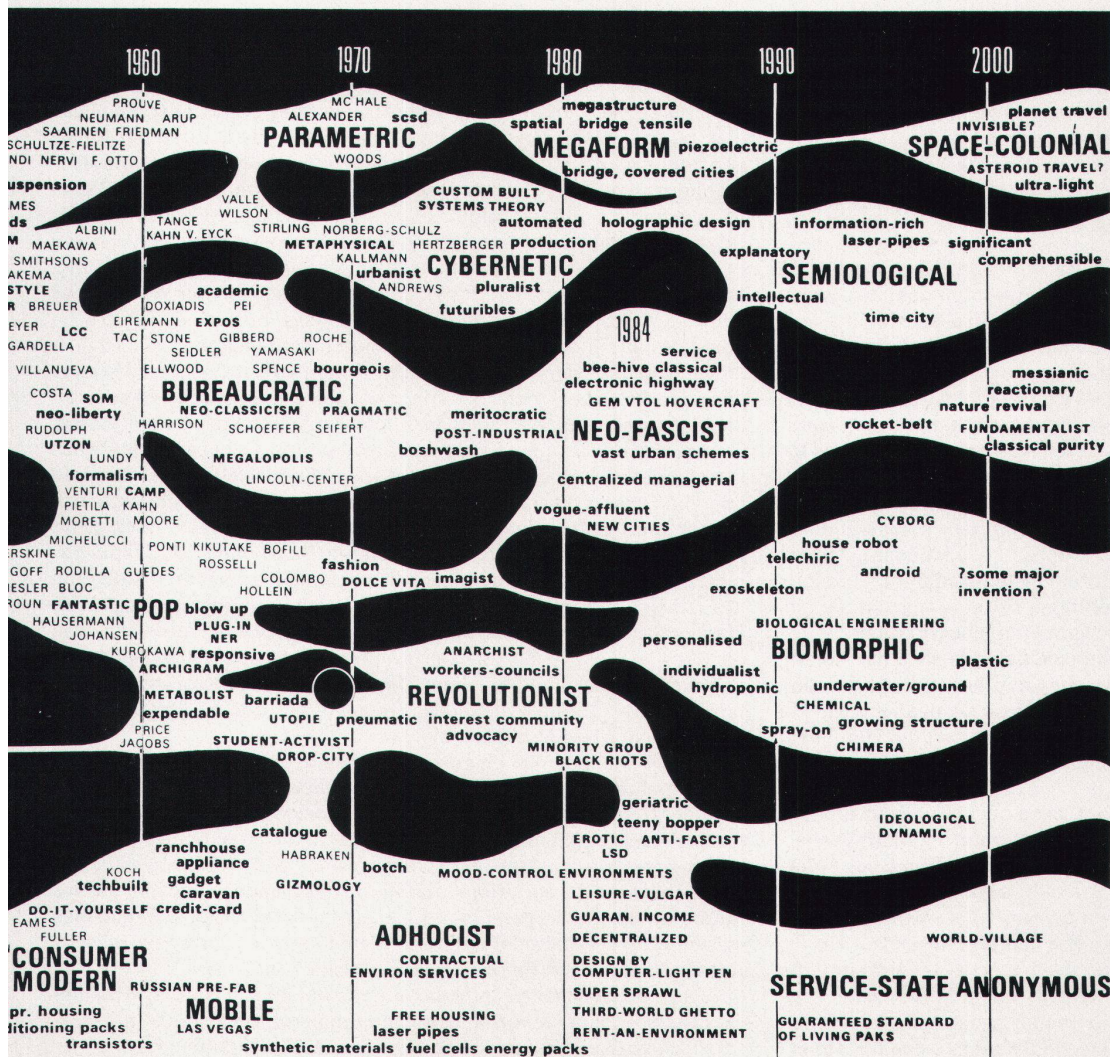 1960 1970 1980 1990 2000
PROUVE
NEUMANN ARUP
SAARINEN FRIEDMAN
SCHULTZE-FIELITZE
NERVI F. OTTO
MC HALE
ALEXANDER scsd
PARAMETRIC
WOODS
megastructure
spatial bridge tensile
MEGAFORM piezoelectric
bridge, covered cities
planet travel
INVISIBLE?
SPACE-COLONIAL
ASTEROID TRAVEL?
ultra-light
ALBINI
TANGE
KAHN V. EYCK
VALLE
WILSON
STIRLING NORBERG-SCHULZ
CUSTOM BUILT
SYSTEMS THEORY
automated holographic design
METAPHYSICAL HERTZBERGER production
KALLMANN
urbanist CYBERNETIC
ANDREWS pluralist
futuribles
information-rich
laser-pipes significant
explanatory comprehensible
SEMIOLOGICAL
intellectual
time city
MAEKAWA
SMITHSONS
STYLE
BREUER
LCC
GARDELLA
VILLANUEVA
academic
DOXIADIS PEI
EIREMANN EXPOS
TAC STONE GIBBERD ROCHE
SEIDLER YAMASAKI
ELLWOOD SPENCE bourgeois
BUREAUCRATIC
NEO-CLASSICISM PRAGMATIC
HARRISON SCHOEFFER SEIFERT
MEGALOPOLIS
LINCOLN-CENTER
COSTA SOM
neo-liberty
RUDOLPH
UTZON
LUNDY
formalism
VENTURI CAMP
PIETILA KAHN
MORETTI MOORE
MICHELUCCI
1984
service
bee-hive classical
electronic highway
GEM VTOL HOVERCRAFT
meritocratic
POST-INDUSTRIAL NEO-FASCIST
boshwash vast urban schemes
centralized managerial
vogue-affluent
NEW CITIES
messianic
reactionary
nature revival
rocket-belt FUNDAMENTALIST
classical purity
PONTI KIKUTAKE BOFILL
ROSSELLI fashion
COLOMBO DOLCE VITA imagist
HOLLEIN
GOFF RODILLA GUEDES
BLOC
FANTASTIC POP blow up
HAUSERMANN PLUG-IN
JOHANSEN NER
KUROKAWA responsive
ARCHIGRAM
METABOLIST barriada
expendable
PRICE
JACOBS
CYBORG
house robot
telechiric
android
exoskeleton
?some major
invention ?
BIOLOGICAL ENGINEERING
BIOMORPHIC
personalised
individualist plastic
hydroponic underwater/ground
CHEMICAL
growing structure
spray-on
CHIMERA
ANARCHIST
workers-councils
REVOLUTIONIST
UTOPIE pneumatic interest community
advocacy
STUDENT-ACTIVIST
DROP-CITY
MINORITY GROUP
BLACK RIOTS
geriatric
teeny bopper
EROTIC ANTI-FASCIST
LSD
MOOD-CONTROL ENVIRONMENTS
IDEOLOGICAL
DYNAMIC
catalogue
ranchhouse
appliance HABRAKEN
KOCH gadget botch
techbuilt caravan GIZMOLOGY
DO-IT-YOURSELF credit-card
EAMES
FULLER
CONSUMER
MODERN RUSSIAN PRE-FAB
MOBILE
LAS VEGAS
pr. housing
packs
transistors
ADHOCIST
CONTRACTUAL
ENVIRON SERVICES
FREE HOUSING
laser pipes
synthetic materials fuel cells energy packs
LEISURE-VULGAR
GUARAN. INCOME
DECENTRALIZED
DESIGN BY
COMPUTER-LIGHT PEN
SUPER SPRAWL
THIRD-WORLD GHETTO
RENT-AN-ENVIRONMENT
WORLD-VILLAGE
SERVICE-STATE ANONYMOUS
GUARANTEED STANDARD
OF LIVING PAKS